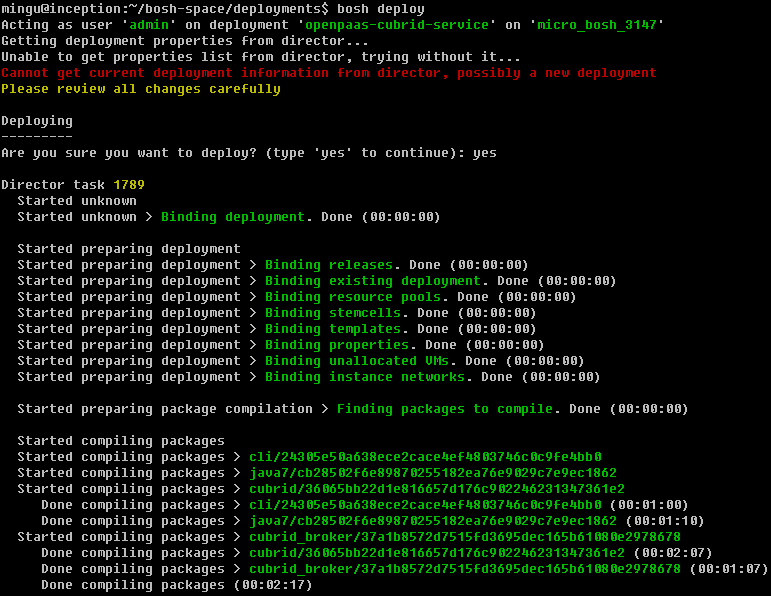 mingu@inception:~/bosh-space/deployments$ bosh deploy
Acting as user 'admin' on deployment 'openpaas-cubrid-service' on 'micro_bosh_3147'
Getting deployment properties from director...
Unable to get properties list from director, trying without it...
Cannot get current deployment information from director, possibly a new deployment
Please review all changes carefully

Deploying
---------
Are you sure you want to deploy? (type 'yes' to continue): yes

Director task 1789
  Started unknown
  Started unknown > Binding deployment. Done (00:00:00)

  Started preparing deployment
  Started preparing deployment > Binding releases. Done (00:00:00)
  Started preparing deployment > Binding existing deployment. Done (00:00:00)
  Started preparing deployment > Binding resource pools. Done (00:00:00)
  Started preparing deployment > Binding stemcells. Done (00:00:00)
  Started preparing deployment > Binding templates. Done (00:00:00)
  Started preparing deployment > Binding properties. Done (00:00:00)
  Started preparing deployment > Binding unallocated VMs. Done (00:00:00)
  Started preparing deployment > Binding instance networks. Done (00:00:00)

  Started preparing package compilation > Finding packages to compile. Done (00:00:00)

  Started compiling packages
  Started compiling packages > cli/24305e50a638ece2cace4ef4803746c0c9fe4bb0
  Started compiling packages > java7/cb28502f6e89870255182ea76e9029c7e9ec1862
  Started compiling packages > cubrid/36065bb22d1e816657d176c902246231347361e2
     Done compiling packages > cli/24305e50a638ece2cace4ef4803746c0c9fe4bb0 (00:01:00)
     Done compiling packages > java7/cb28502f6e89870255182ea76e9029c7e9ec1862 (00:01:10)
  Started compiling packages > cubrid_broker/37a1b8572d7515fd3695dec165b61080e2978678
     Done compiling packages > cubrid/36065bb22d1e816657d176c902246231347361e2 (00:02:07)
     Done compiling packages > cubrid_broker/37a1b8572d7515fd3695dec165b61080e2978678 (00:01:07)
     Done compiling packages (00:02:17)